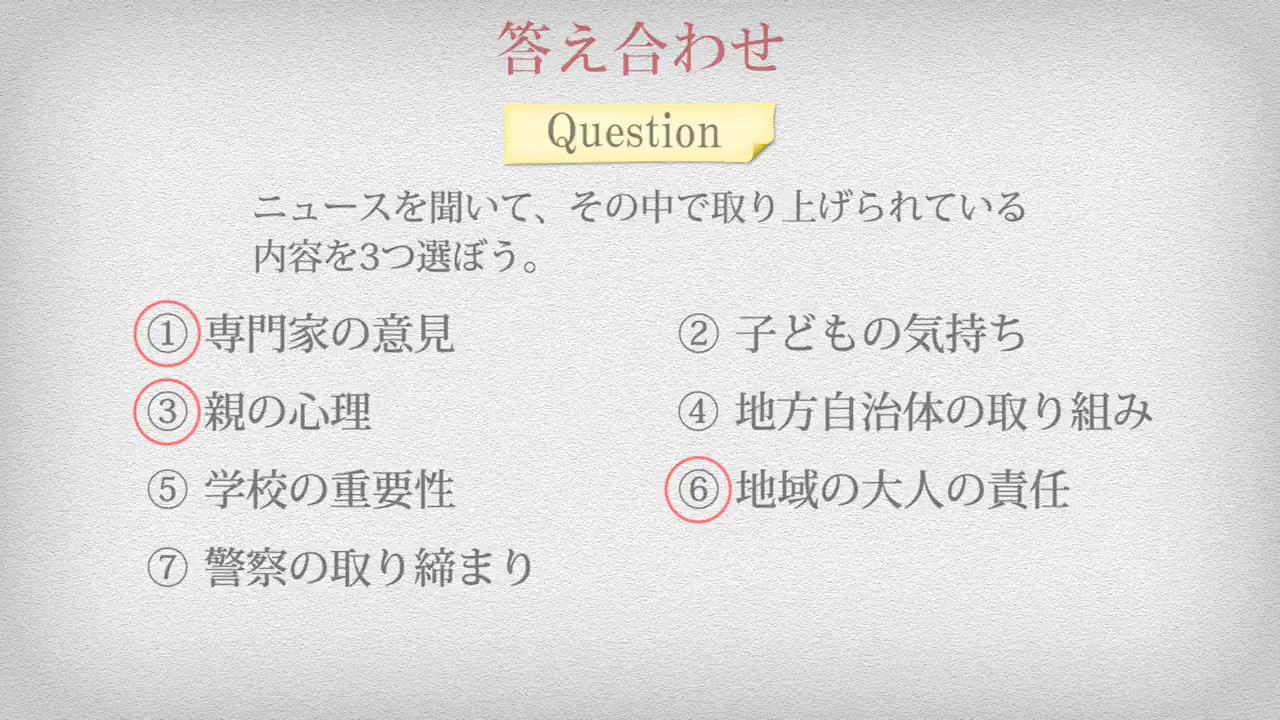 答え合わせ
Question
ニュースを聞いて、その中で取り上げられている
内容を3つ選ぼう。
① 専門家の意見
② 子どもの気持ち
③ 親の心理
④ 地方自治体の取り組み
⑤ 学校の重要性
⑥ 地域の大人の責任
⑦ 警察の取り締まり